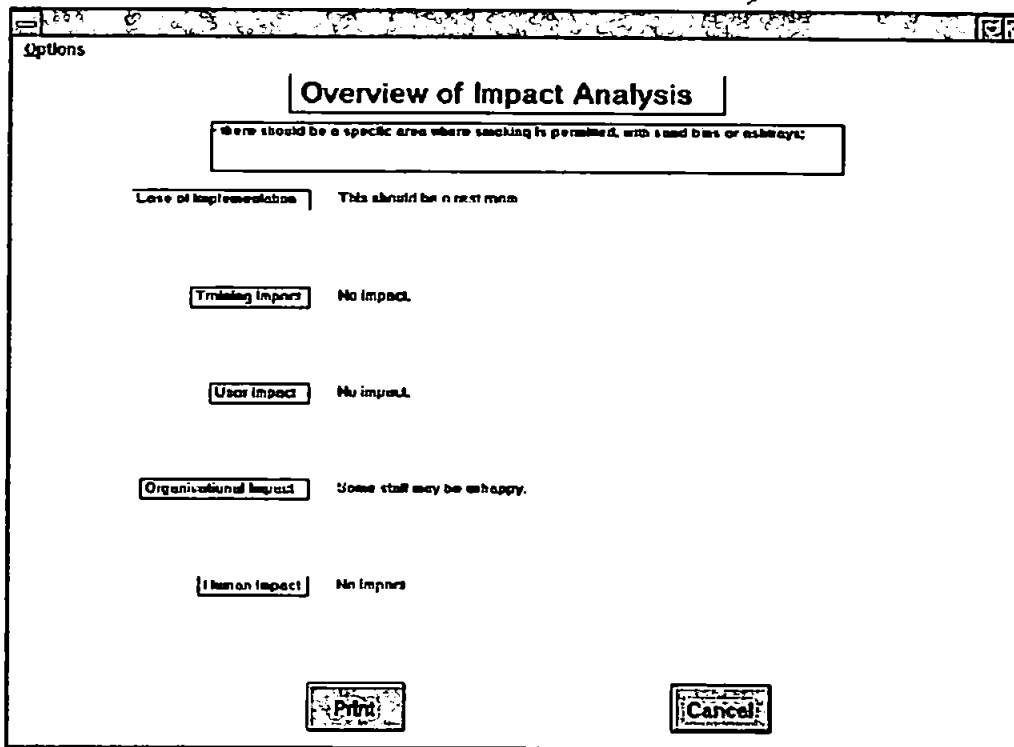 Options
Overview of Impact Analysis
- there should be a specific area where smoking is permitted, with sand bins or ashtrays;
Ease of Implementation This should be a rest room
Training Impact No impact.
User Impact No impact.
Organisational Impact Some staff may be unhappy.
Human Impact No impact
Print
Cancel